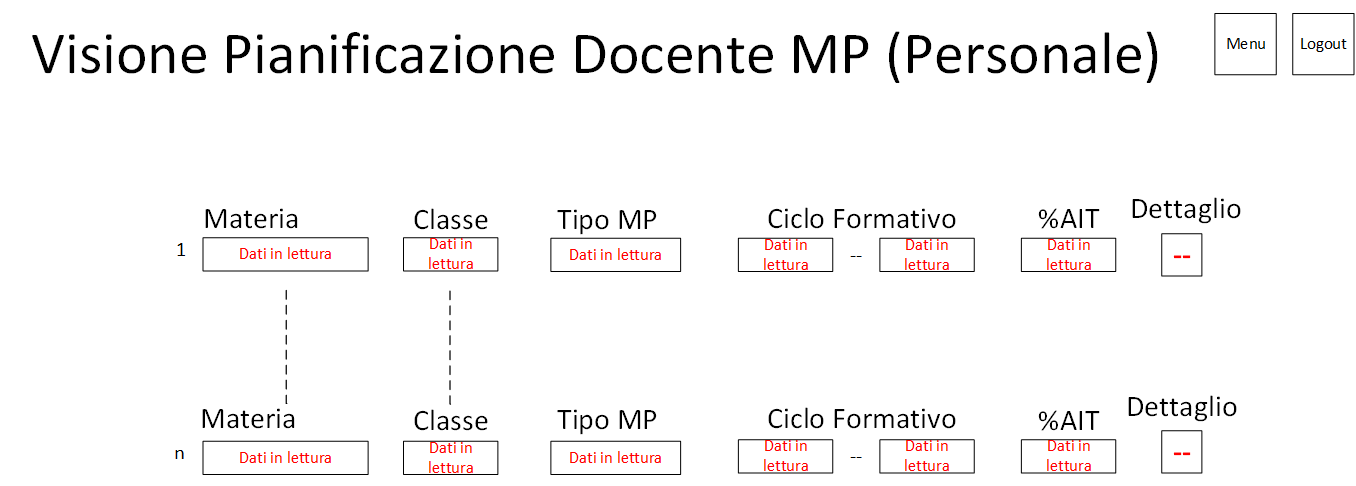 Visione Pianificazione Docente MP (Personale)
Menu
Logout
Materia
Classe
Tipo MP
Ciclo Formativo
%AIT
Dettaglio
1
Dati in lettura
Dati in
lettura
Dati in lettura
Dati in
lettura
--
Dati in
lettura
Dati in
lettura
--
Materia
Classe
Tipo MP
Ciclo Formativo
%AIT
Dettaglio
n
Dati in lettura
Dati in
lettura
Dati in lettura
Dati in
lettura
--
Dati in
lettura
Dati in
lettura
--